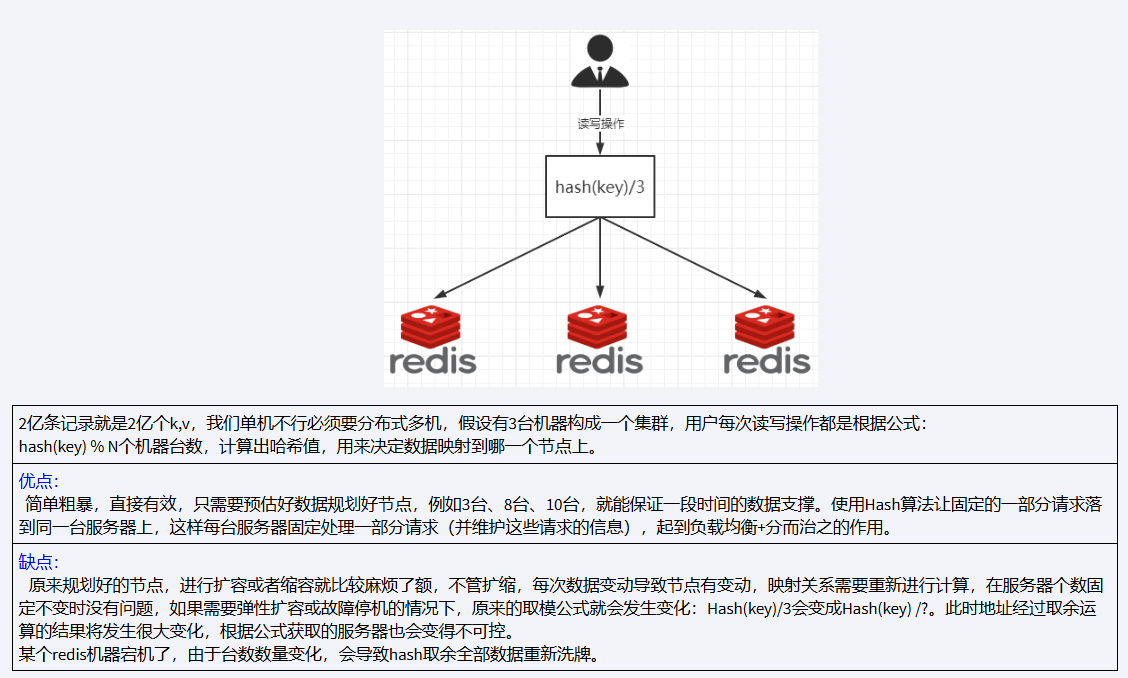 读写操作
hash(key)/3
redis redis redis
2亿条记录就是2亿个k,v，我们单机不行必须要分布式多机，假设有3台机器构成一个集群，用户每次读写操作都是根据公式：
hash(key) % N个机器台数，计算出哈希值，用来决定数据映射到哪一个节点上。
优点：
简单粗暴，直接有效，只需要预估好数据规划好节点，例如3台、8台、10台，就能保证一段时间的数据支撑。使用Hash算法让固定的一部分请求落
到同一台服务器上，这样每台服务器固定处理一部分请求（并维护这些请求的信息），起到负载均衡+分而治之的作用。
缺点：
原来规划好的节点，进行扩容或者缩容就比较麻烦了额，不管扩缩，每次数据变动导致节点有变动，映射关系需要重新进行计算，在服务器个数固
定不变时没有问题，如果需要弹性扩容或故障停机的情况下，原来的取模公式就会发生变化：Hash(key)/3会变成Hash(key) /?。此时地址经过取余运
算的结果将发生很大变化，根据公式获取的服务器也会变得不可控。
某个redis机器宕机了，由于台数数量变化，会导致hash取余全部数据重新洗牌。